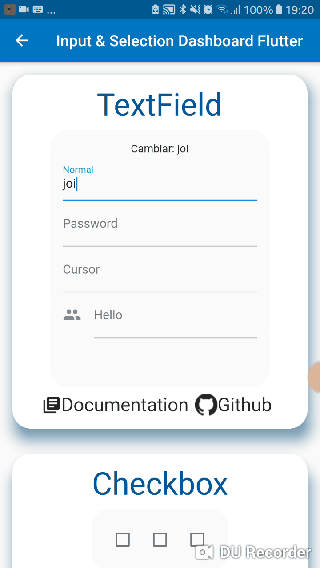 ... 100% 19:20
Input & Selection Dashboard Flutter
TextField
Cambiar: joi
Normal
joi
Password
Cursor
Hello
Documentation Github
Checkbox
DU Recorder